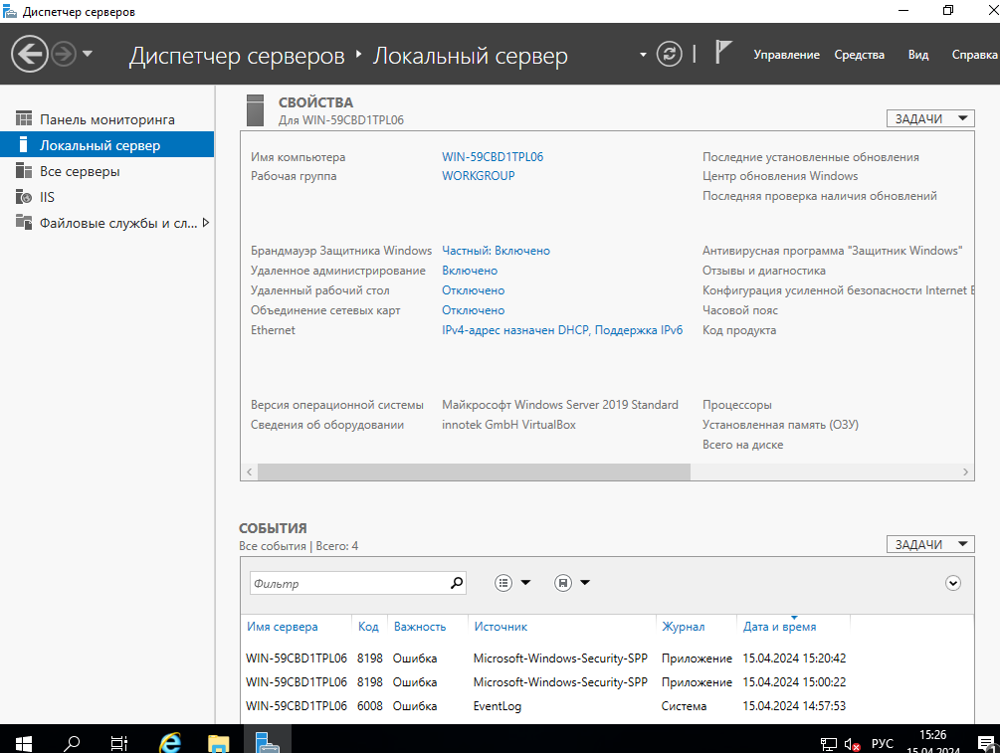 Диспетчер серверов
Диспетчер серверов ‣ Локальный сервер
Управление Средства Вид Справка
Панель мониторинга
Локальный сервер
Все серверы
IIS
Файловые службы и сл...
СВОЙСТВА
Для WIN-59CBD1TPL06
ЗАДАЧИ
Имя компьютера WIN-59CBD1TPL06 Последние установленные обновления
Рабочая группа WORKGROUP Центр обновления Windows
Последняя проверка наличия обновлений
Брандмауэр Защитника Windows Частный: Включено Антивирусная программа "Защитник Windows"
Удаленное администрирование Включено Отзывы и диагностика
Удаленный рабочий стол Отключено Конфигурация усиленной безопасности Internet E
Объединение сетевых карт Отключено Часовой пояс
Ethernet IPv4-адрес назначен DHCP, Поддержка IPv6 Код продукта
Версия операционной системы Майкрософт Windows Server 2019 Standard Процессоры
Сведения об оборудовании innotek GmbH VirtualBox Установленная память (ОЗУ)
Всего на диске
СОБЫТИЯ
Все события | Всего: 4
ЗАДАЧИ
Фильтр
Имя сервера Код Важность Источник Журнал Дата и время
WIN-59CBD1TPL06 8198 Ошибка Microsoft-Windows-Security-SPP Приложение 15.04.2024 15:20:42
WIN-59CBD1TPL06 8198 Ошибка Microsoft-Windows-Security-SPP Приложение 15.04.2024 15:00:22
WIN-59CBD1TPL06 6008 Ошибка EventLog Система 15.04.2024 14:57:53
РУС 15:26
15.04.2024 1